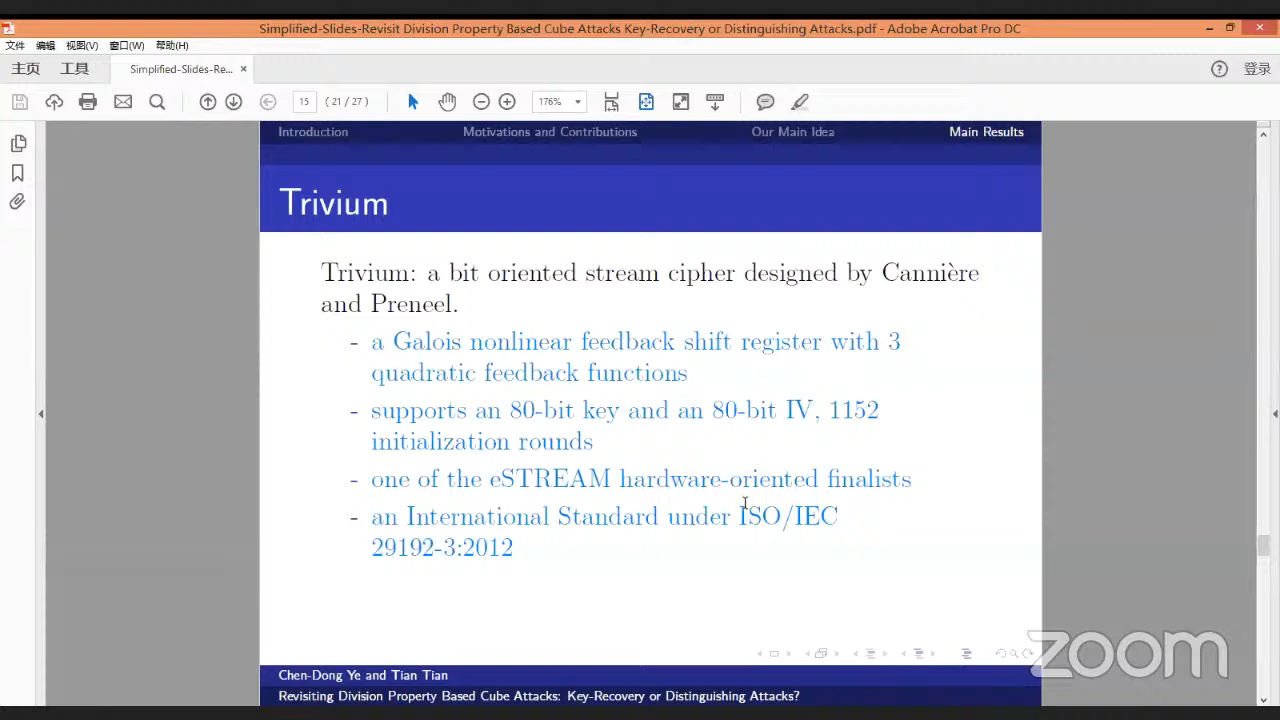 Simplified-Slides-Revisit Division Property Based Cube Attacks Key-Recovery or Distinguishing Attacks.pdf - Adobe Acrobat Pro DC
文件 编辑 视图(V) 窗口(W) 帮助(H)
主页 工具 Simplified-Slides-Re... × 登录
15 (21 / 27) 176%
Introduction Motivations and Contributions Our Main Idea Main Results
Trivium
Trivium: a bit oriented stream cipher designed by Cannière
and Preneel.
- a Galois nonlinear feedback shift register with 3
quadratic feedback functions
- supports an 80-bit key and an 80-bit IV, 1152
initialization rounds
- one of the eSTREAM hardware-oriented finalists
- an International Standard under ISO/IEC
29192-3:2012
zoom
Chen-Dong Ye and Tian Tian
Revisiting Division Property Based Cube Attacks: Key-Recovery or Distinguishing Attacks?